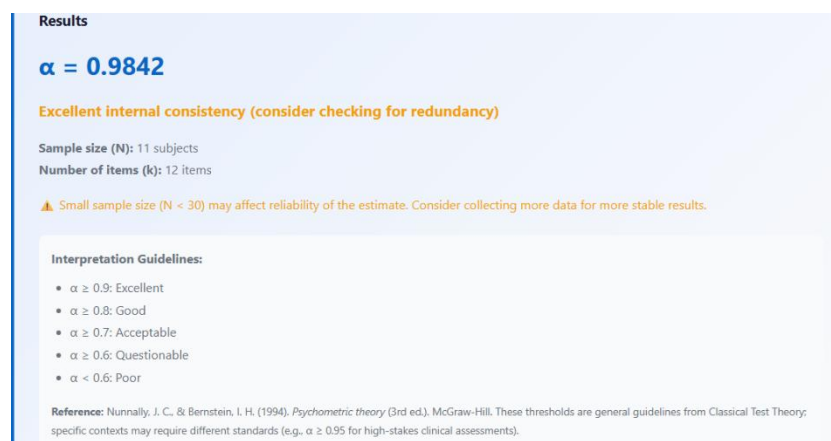 Results
α = 0.9842
Excellent internal consistency (consider checking for redundancy)
Sample size (N): 11 subjects
Number of items (k): 12 items
⚠ Small sample size (N < 30) may affect reliability of the estimate. Consider collecting more data for more stable results.
Interpretation Guidelines:
• α ≥ 0.9: Excellent
• α ≥ 0.8: Good
• α ≥ 0.7: Acceptable
• α ≥ 0.6: Questionable
• α < 0.6: Poor
Reference: Nunnally, J. C., & Bernstein, I. H. (1994). Psychometric theory (3rd ed.). McGraw-Hill. These thresholds are general guidelines from Classical Test Theory;
specific contexts may require different standards (e.g., α ≥ 0.95 for high-stakes clinical assessments).